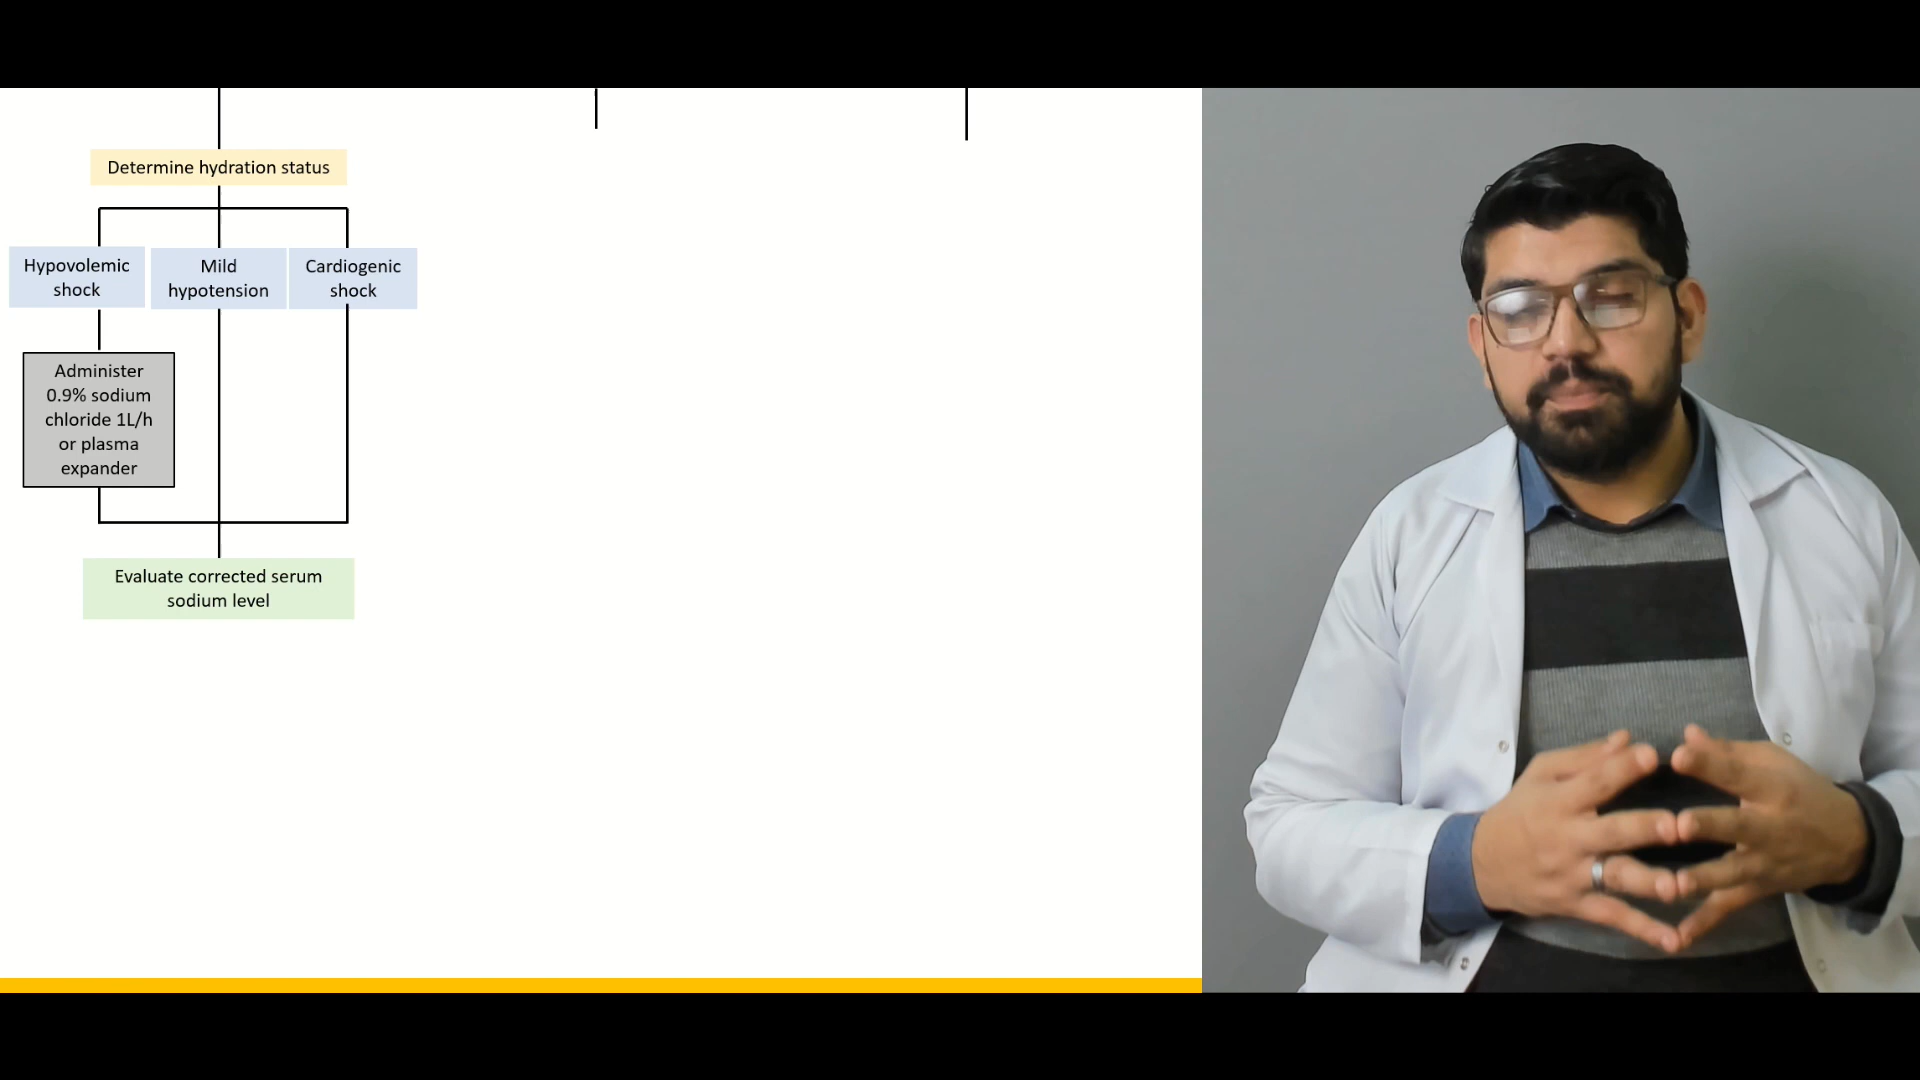 Determine hydration status
Hypovolemic
shock
Mild
hypotension
Cardiogenic
shock
Administer
0.9% sodium
chloride 1L/h
or plasma
expander
Evaluate corrected serum
sodium level